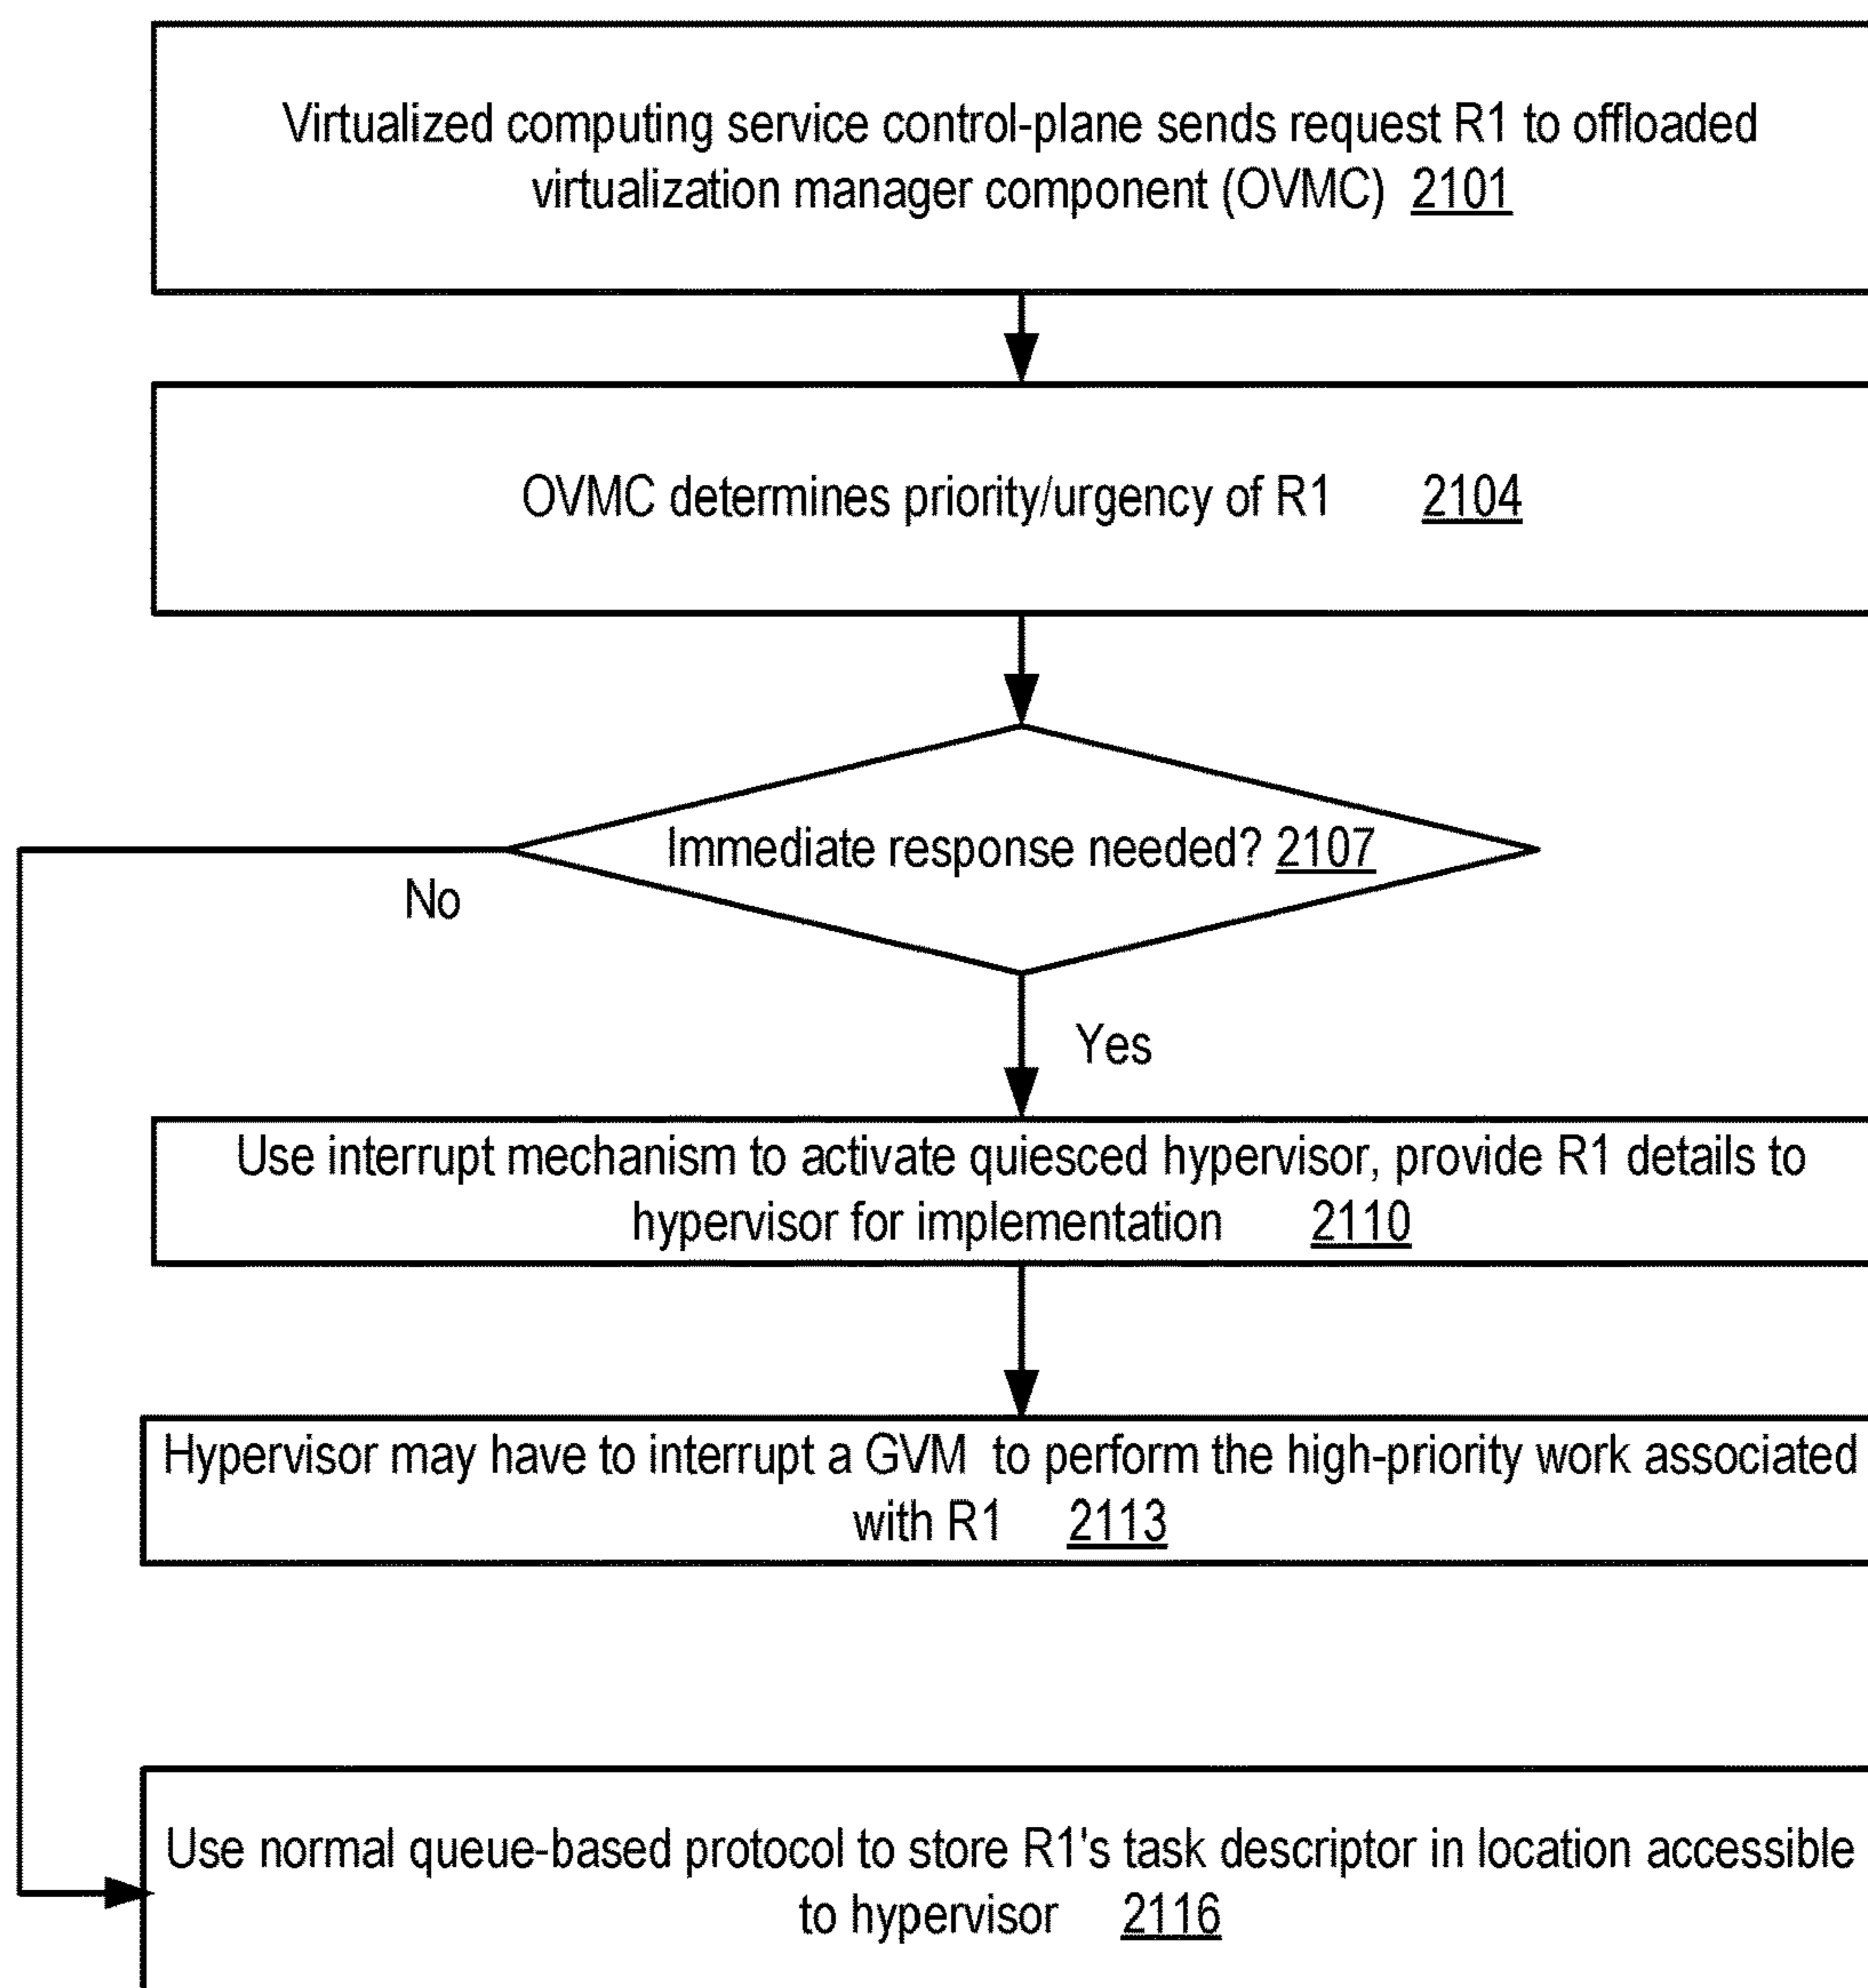 Virtualized computing service control-plane sends request R1 to offloaded
virtualization manager component (OVMC) 2101
OVMC determines priority/urgency of R1 2104
Immediate response needed? 2107
No
Yes
Use interrupt mechanism to activate quiesced hypervisor, provide R1 details to
hypervisor for implementation 2110
Hypervisor may have to interrupt a GVM to perform the high-priority work associated
with R1 2113
Use normal queue-based protocol to store R1's task descriptor in location accessible
to hypervisor 2116